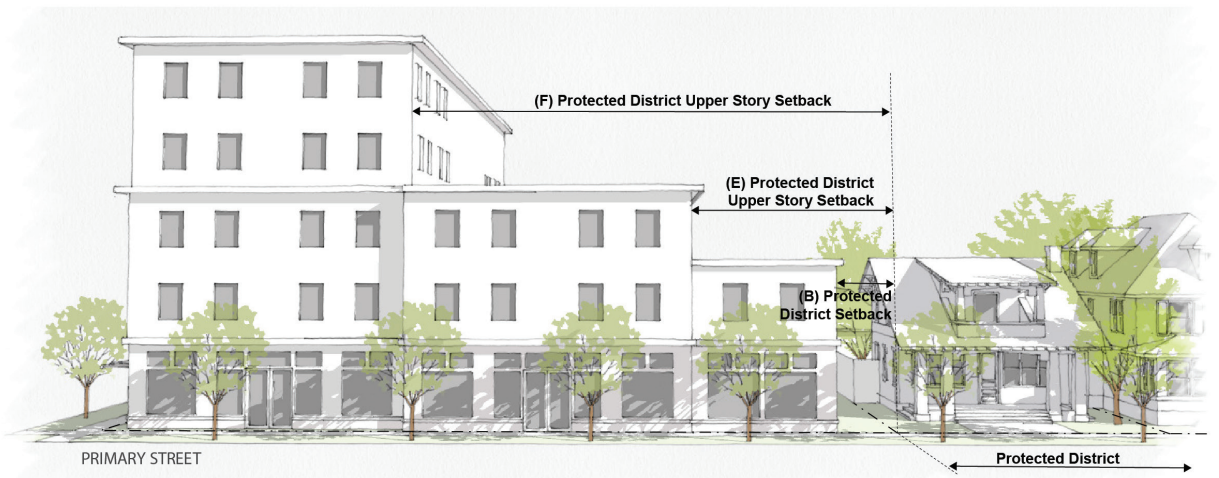 (F) Protected District Upper Story Setback
(E) Protected District
Upper Story Setback
(B) Protected
District Setback
PRIMARY STREET
Protected District